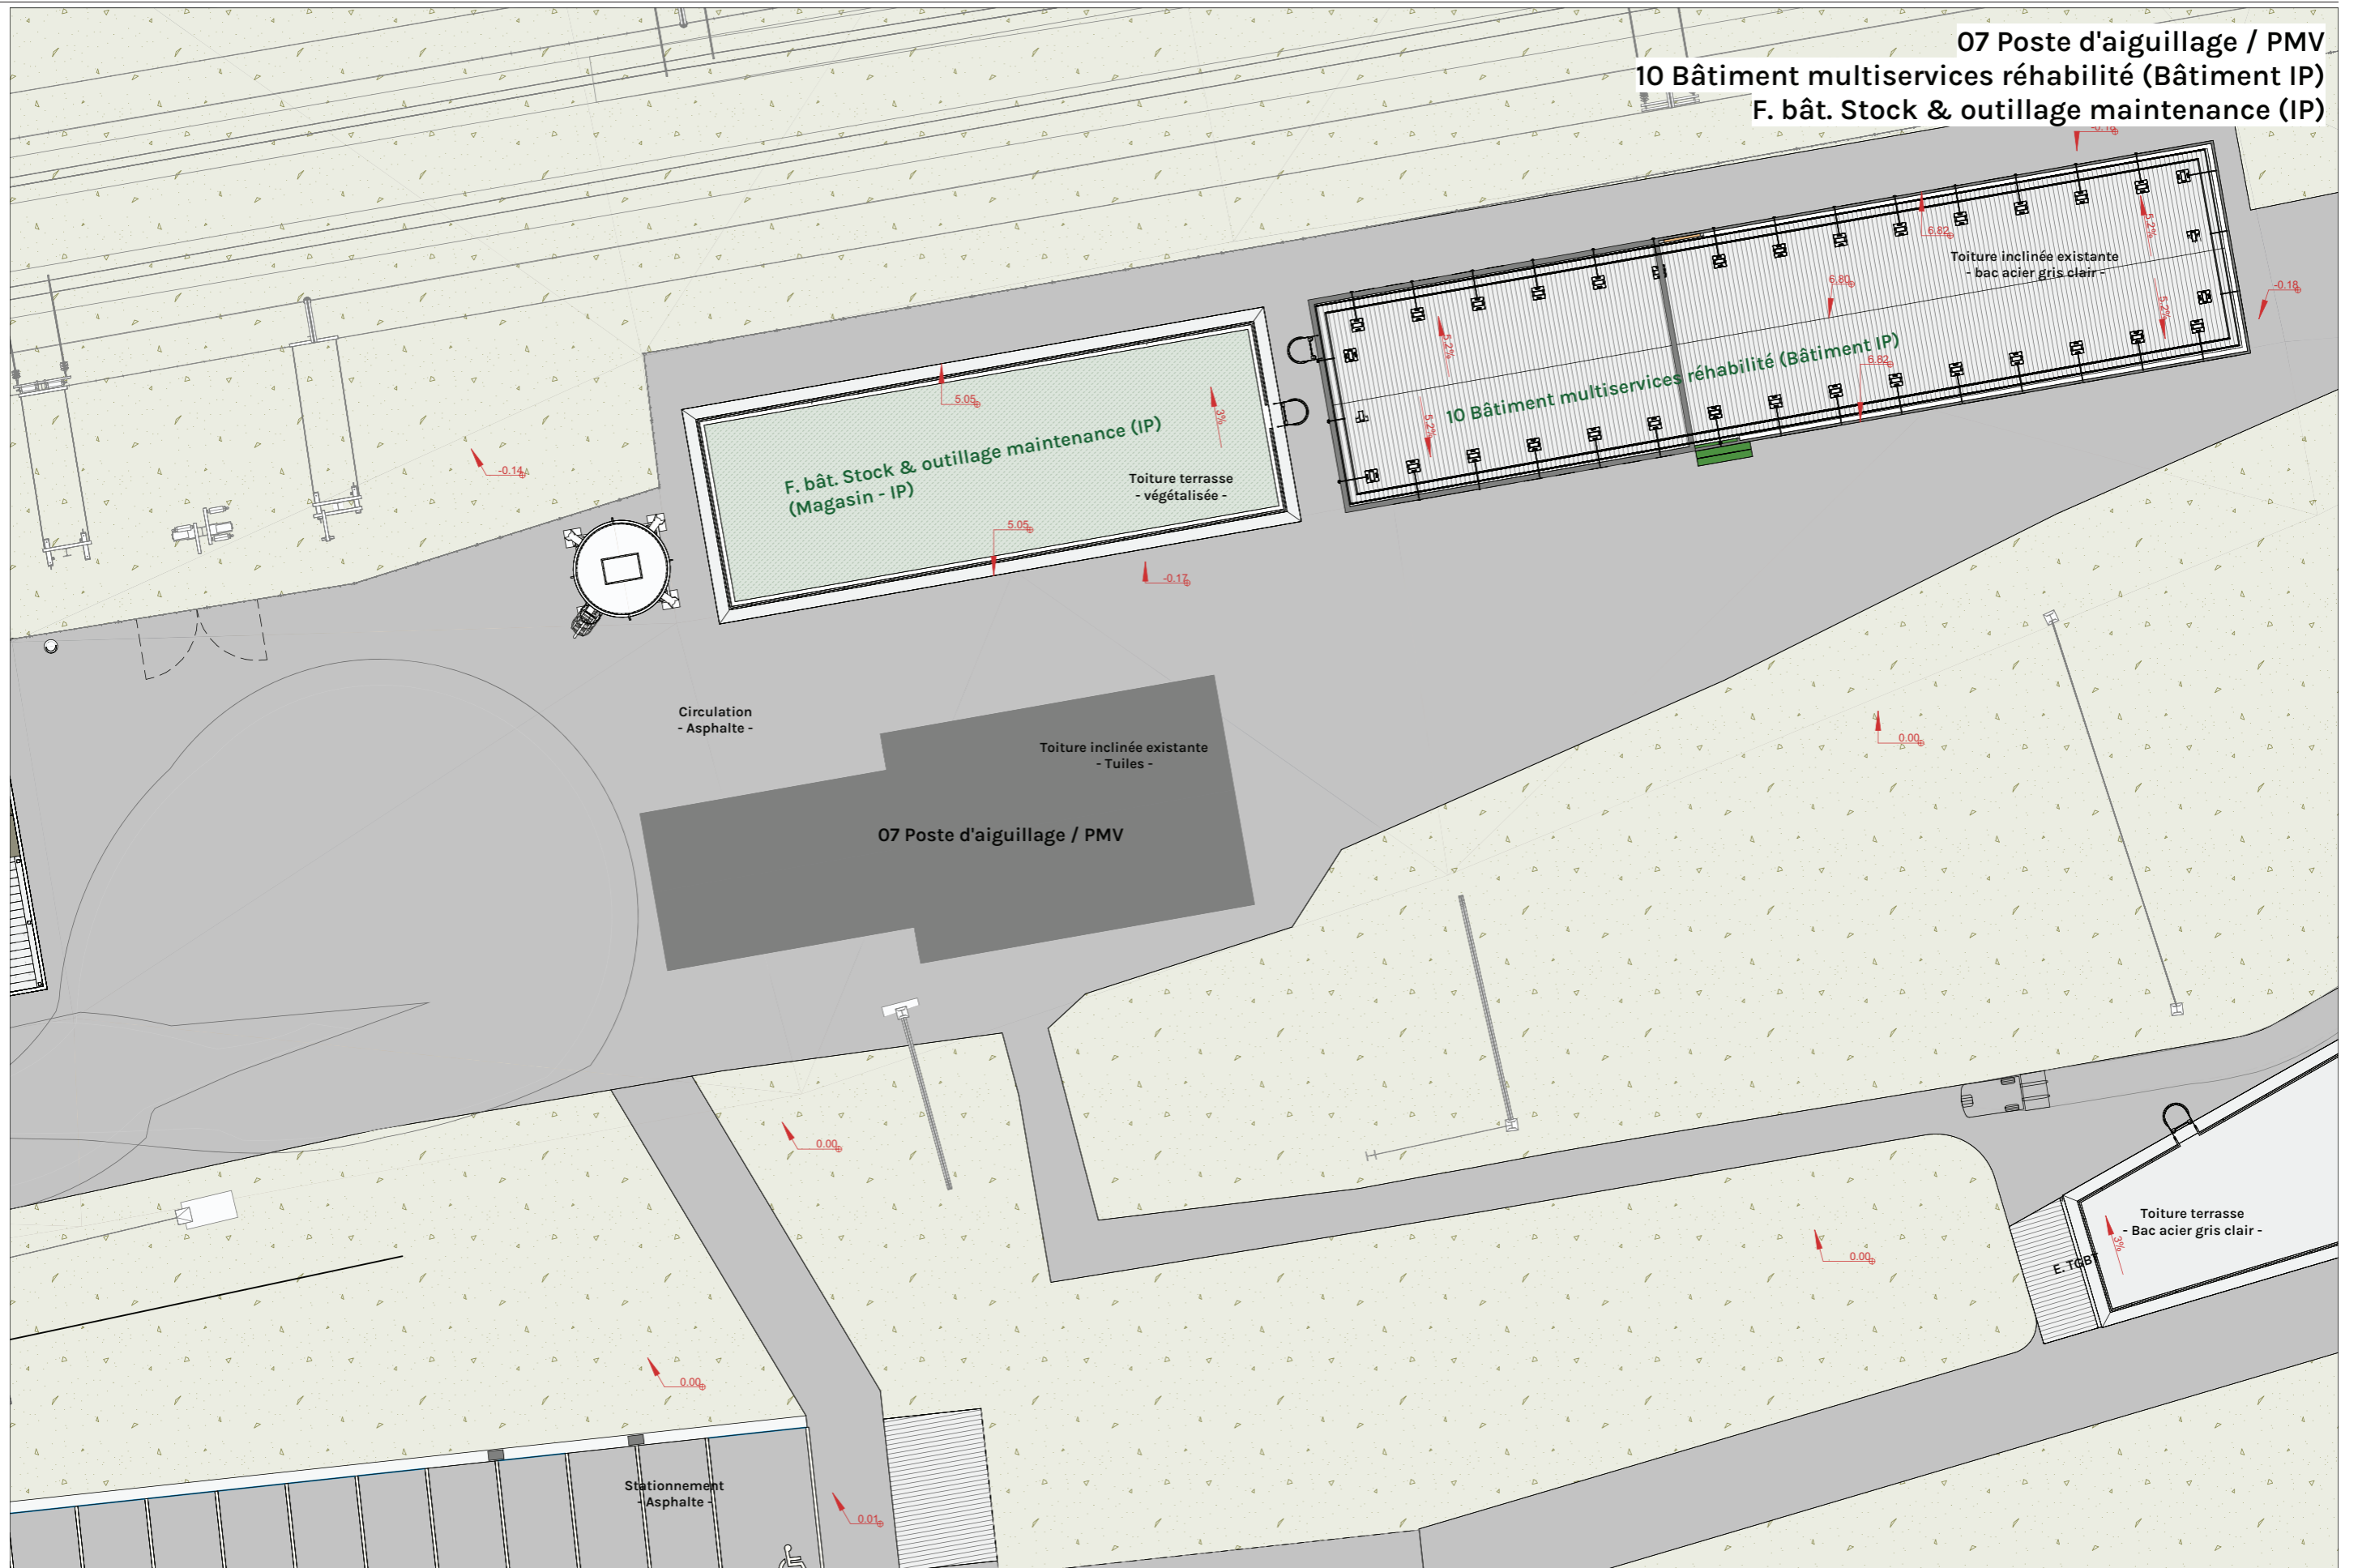 07 Poste d'aiguillage / PMV
10 Bâtiment multiservices réhabilité (Bâtiment IP)
F. bât. Stock & outillage maintenance (IP)
5.2%
6.82
Toiture inclinée existante
- bac acier gris clair -
6.80
-0.18
5.2%
5.2%
10 Bâtiment multiservices réhabilité (Bâtiment IP)
6.82
5.2%
5.05
3%
F. bât. Stock & outillage maintenance (IP)
(Magasin - IP)
Toiture terrasse
- végétalisée -
-0.14
5.05
-0.17
Circulation
- Asphalte -
Toiture inclinée existante
- Tuiles -
0.00
07 Poste d'aiguillage / PMV
0.00
Toiture terrasse
- Bac acier gris clair -
3%
0.00
E. TGBT
0.00
Stationnement
- Asphalte -
0.01